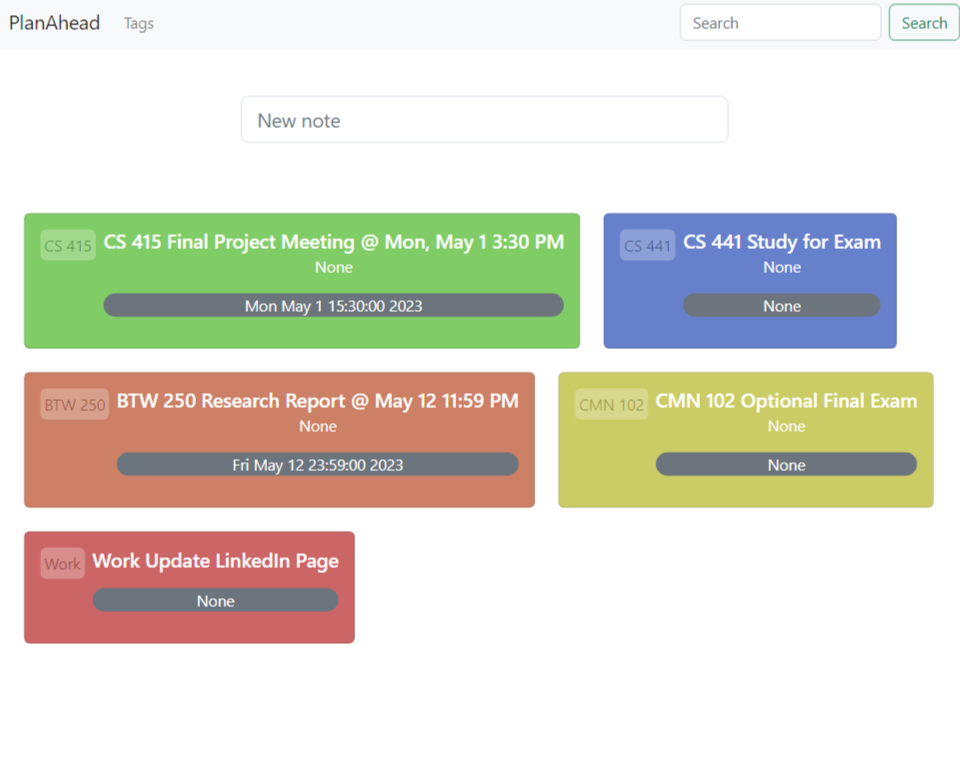 PlanAhead Tags Search Search
New note
CS 415 CS 415 Final Project Meeting @ Mon, May 1 3:30 PM
None
Mon May 1 15:30:00 2023
CS 441 CS 441 Study for Exam
None
None
BTW 250 BTW 250 Research Report @ May 12 11:59 PM
None
Fri May 12 23:59:00 2023
CMN 102 CMN 102 Optional Final Exam
None
None
Work Work Update LinkedIn Page
None